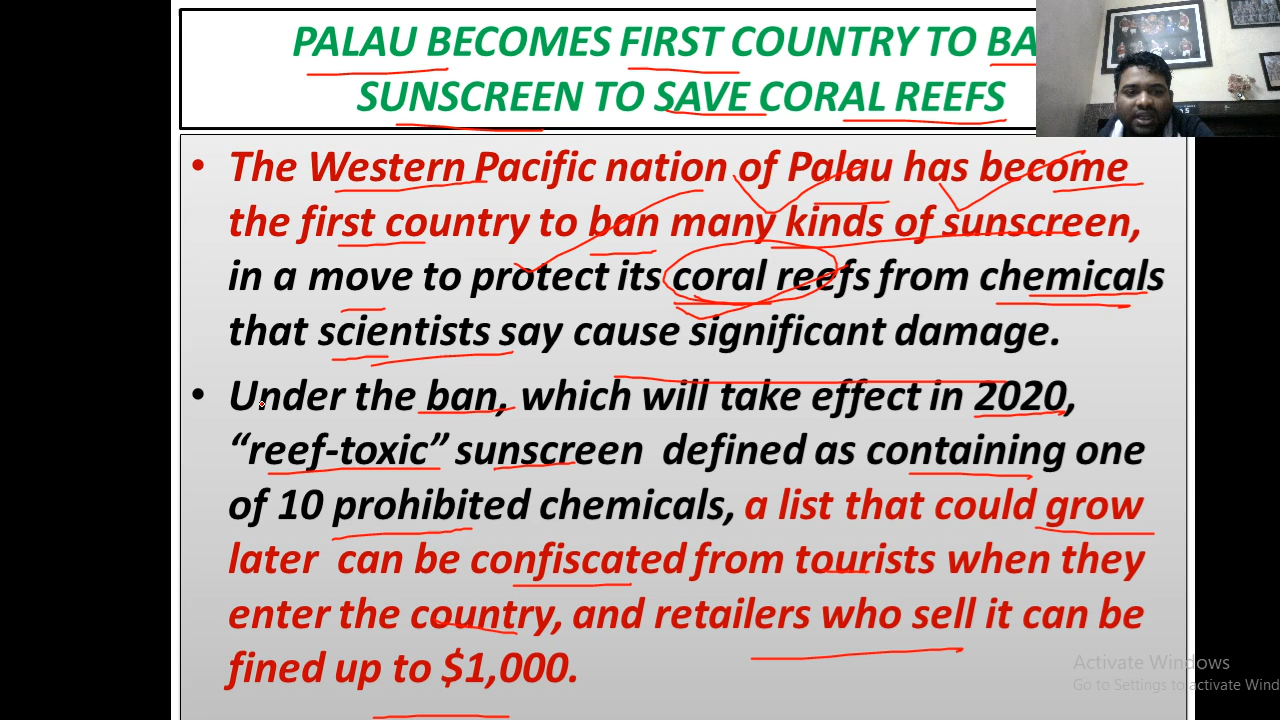 PALAU BECOMES FIRST COUNTRY TO BA
SUNSCREEN TO SAVE CORAL REEFS
• The Western Pacific nation of Palau has become
the first country to ban many kinds of sunscreen,
in a move to protect its coral reefs from chemicals
that scientists say cause significant damage.
• Under the ban, which will take effect in 2020,
“reef-toxic” sunscreen defined as containing one
of 10 prohibited chemicals, a list that could grow
later can be confiscated from tourists when they
enter the country, and retailers who sell it can be
fined up to $1,000.
Activate Windows
Go to Settings to activate Wind